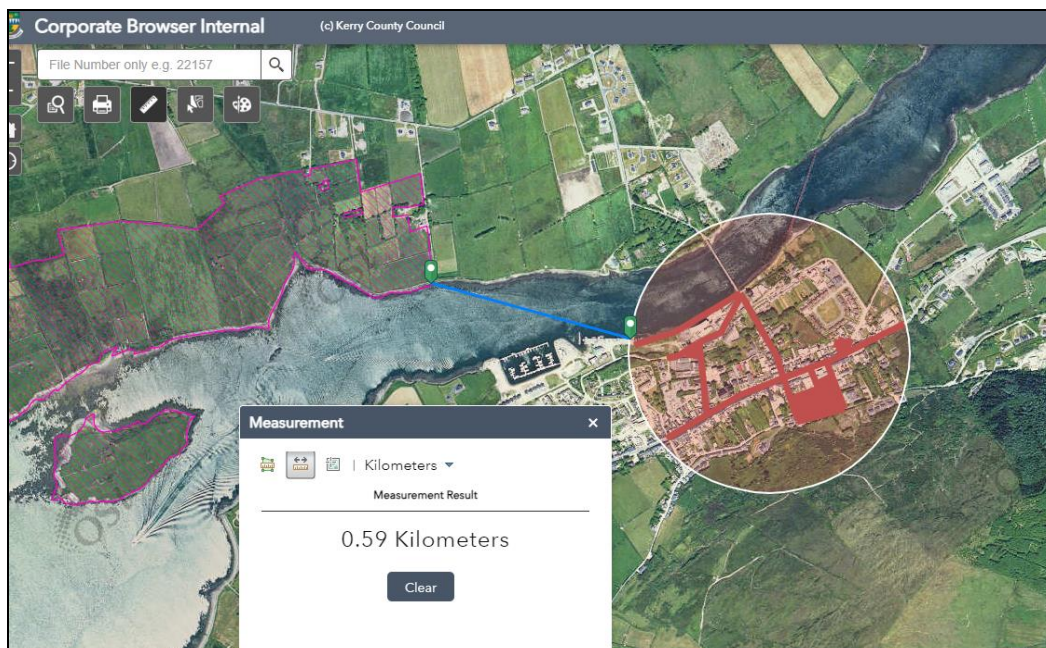 Corporate Browser Internal
(c) Kerry County Council
File Number only e.g. 22157
Measurement
Kilometers
Measurement Result
0.59 Kilometers
Clear